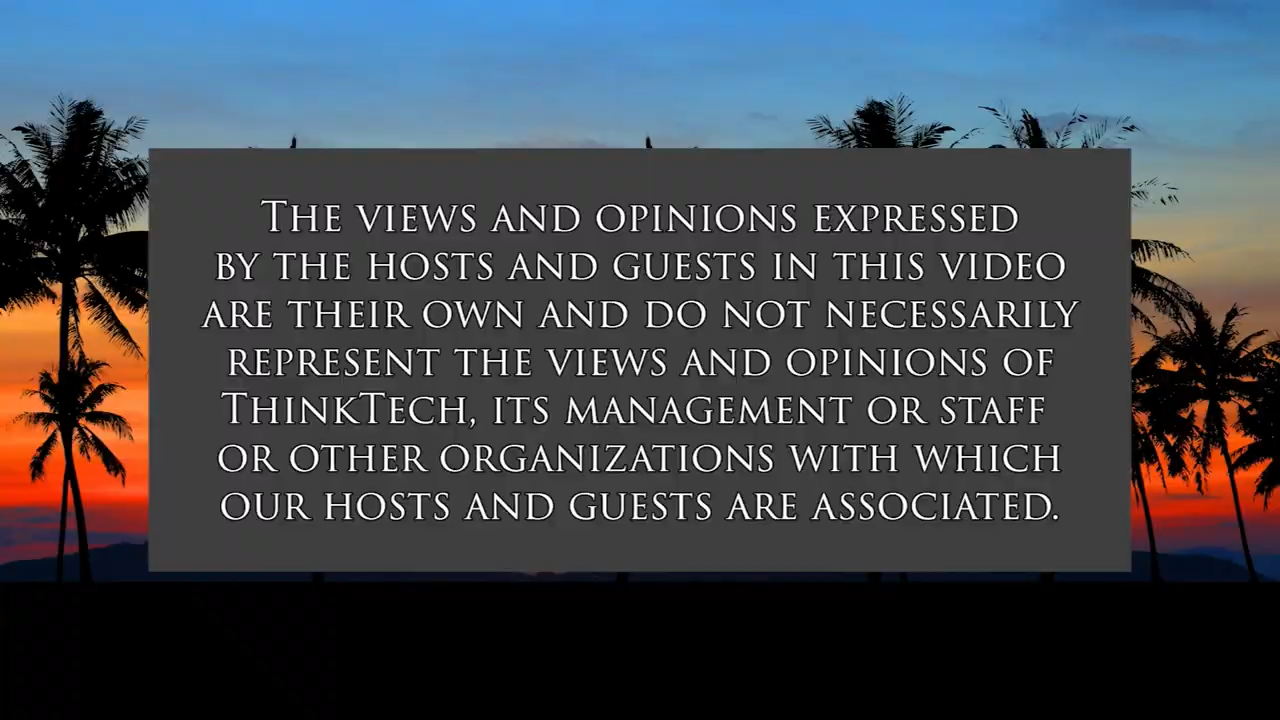 The views and opinions expressed
by the hosts and guests in this video
are their own and do not necessarily
represent the views and opinions of
ThinkTech, its management or staff
or other organizations with which
our hosts and guests are associated.